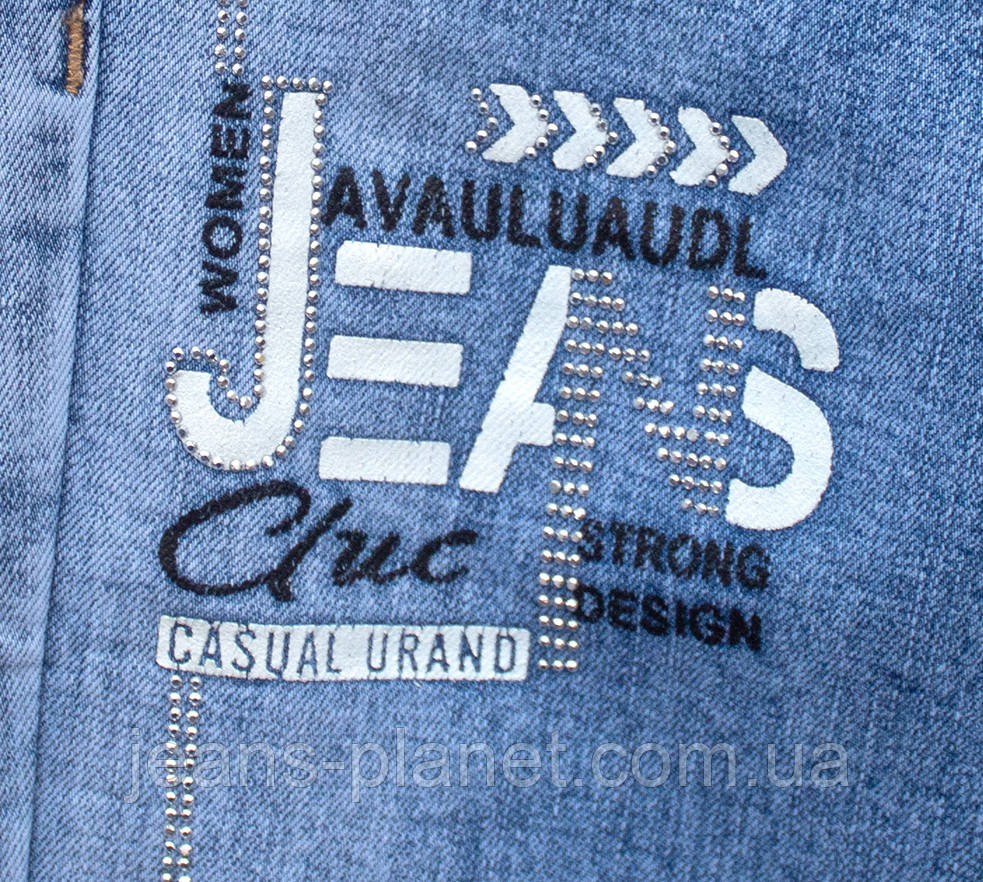 WOMEN
AVAULUAUDL
JEANS
Chic
STRONG
DESIGN
CASUAL URAND
jeans-planet.com.ua